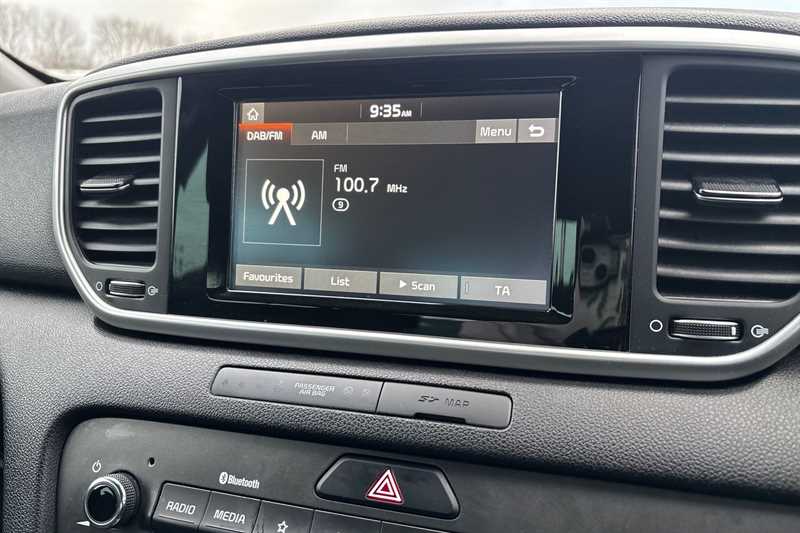 9:35AM
DAB/FM AM Menu
FM
100.7 MHz
9
Favourites List Scan TA
PASSENGER
AIR BAG
MAP
Bluetooth
RADIO MEDIA